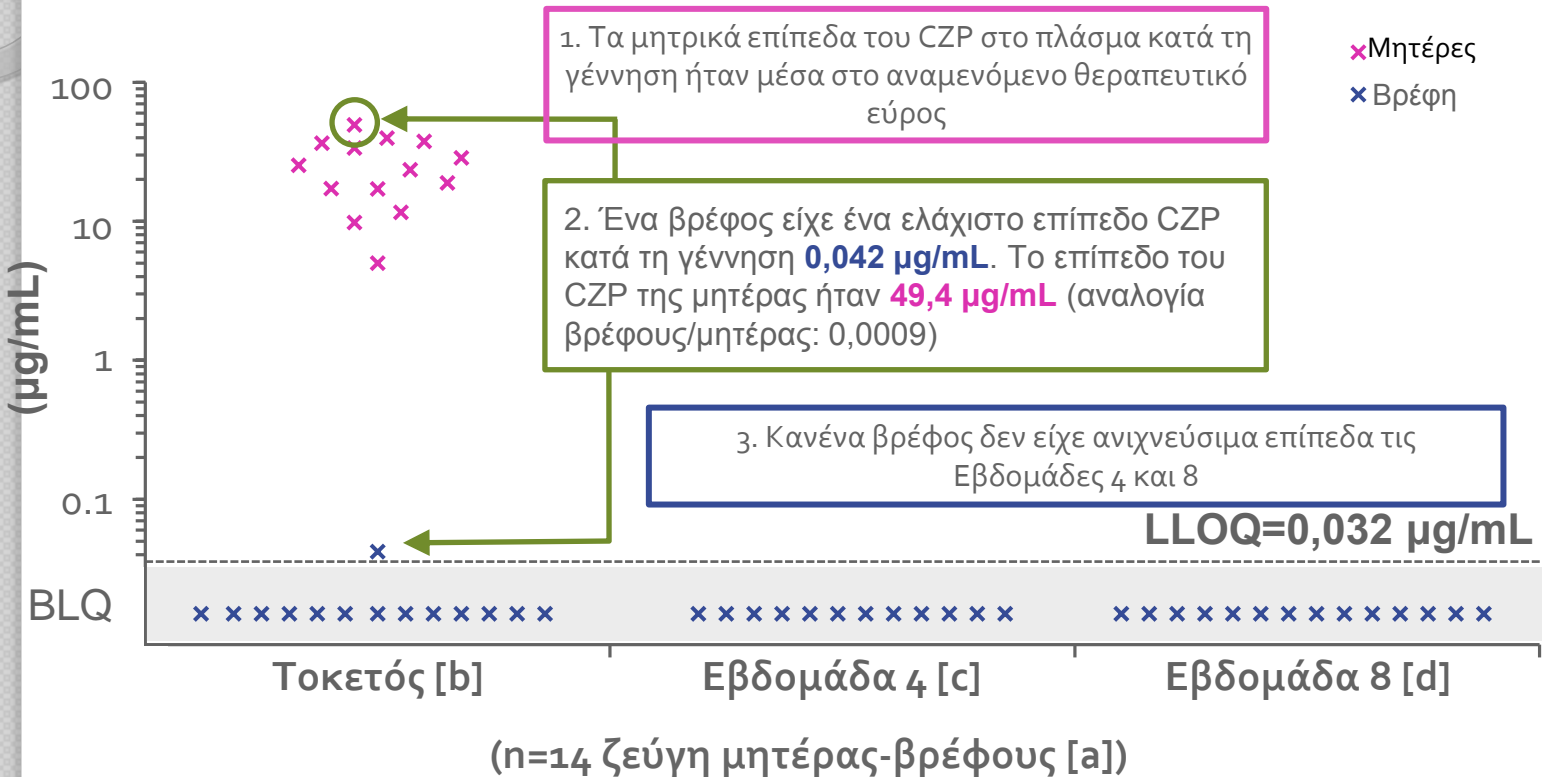 1. Τα μητρικά επίπεδα του CZP στο πλάσμα κατά τη
γέννηση ήταν μέσα στο αναμενόμενο θεραπευτικό
εύρος
Μητέρες
Βρέφη
100
10
1
0.1
BLQ
(μg/mL)
2. Ένα βρέφος είχε ένα ελάχιστο επίπεδο CZP
κατά τη γέννηση 0,042 μg/mL. Το επίπεδο του
CZP της μητέρας ήταν 49,4 μg/mL (αναλογία
βρέφους/μητέρας: 0,0009)
3. Κανένα βρέφος δεν είχε ανιχνεύσιμα επίπεδα τις
Εβδομάδες 4 και 8
LLOQ=0,032 μg/mL
Τοκετός [b]
Εβδομάδα 4 [c]
Εβδομάδα 8 [d]
(n=14 ζεύγη μητέρας-βρέφους [a])